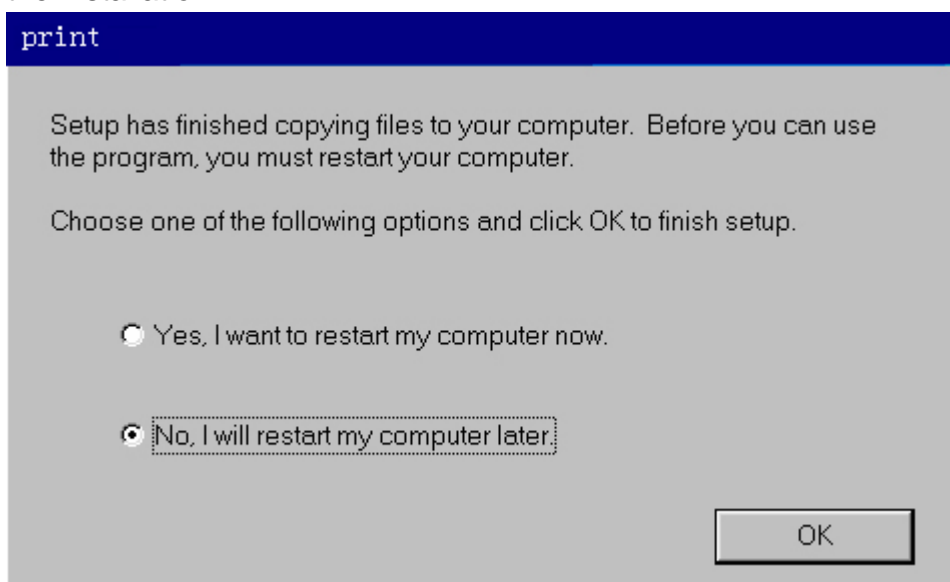 print
Setup has finished copying files to your computer. Before you can use
the program, you must restart your computer.
Choose one of the following options and click OK to finish setup.
Yes, I want to restart my computer now.
No, I will restart my computer later.
OK